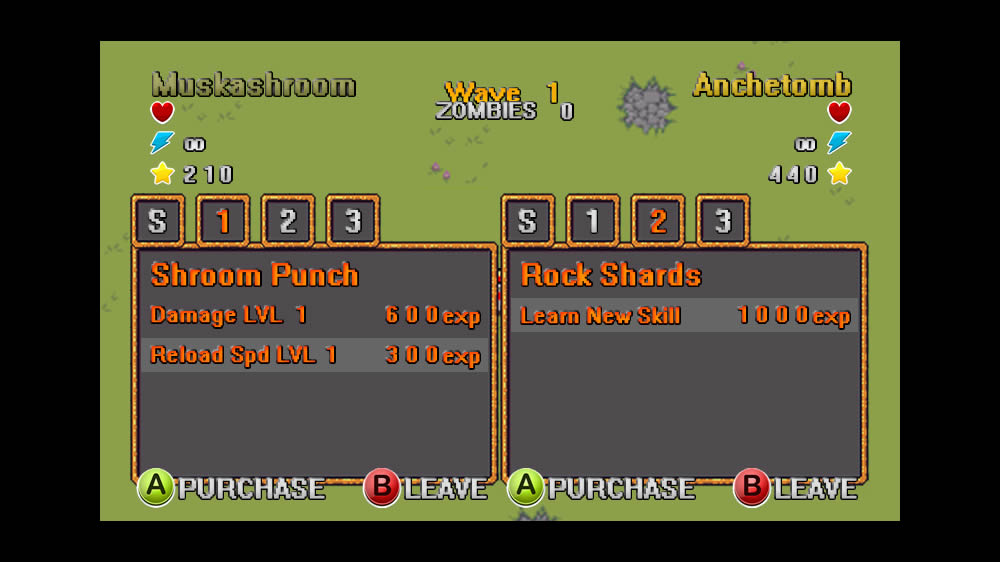 Muskashroom
Wave 1
Anchetomb
ZOMBIES 0
∞
∞
210
440
S 1 2 3
S 1 2 3
Shroom Punch
Damage LVL 1 600exp
Reload Spd LVL 1 300exp
Rock Shards
Learn New Skill 1000exp
A PURCHASE B LEAVE
A PURCHASE B LEAVE